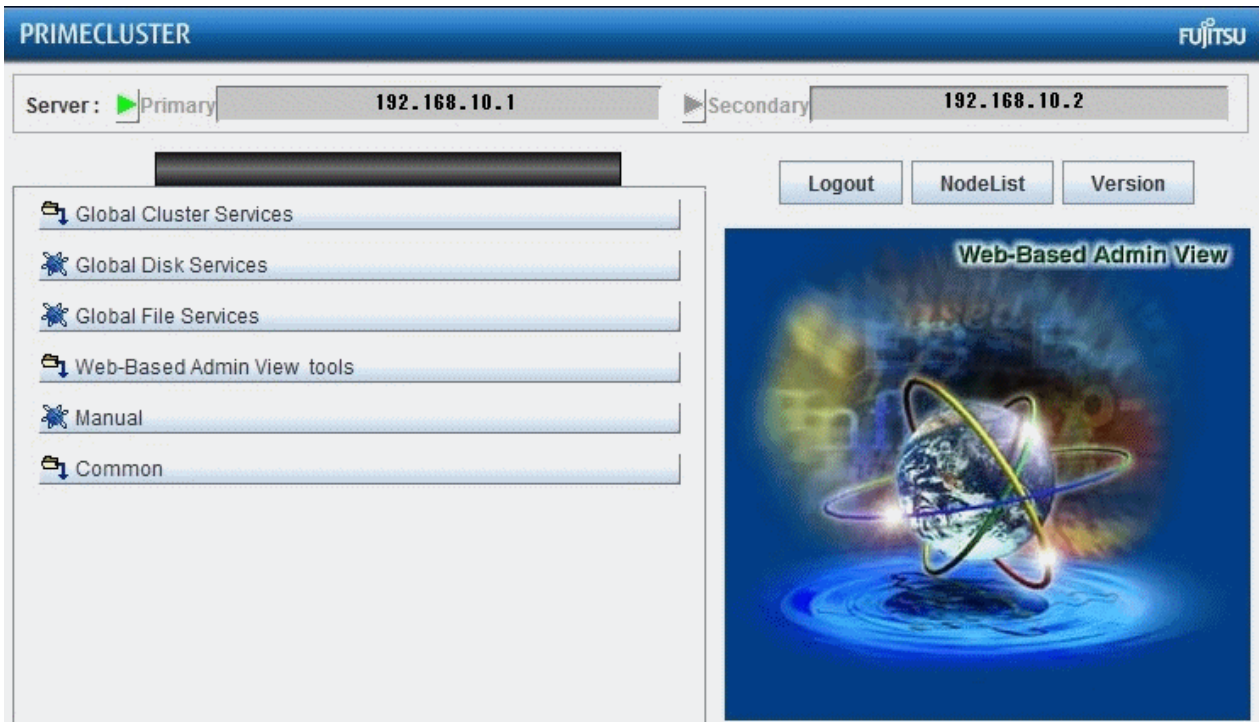 PRIMECLUSTER
FUJITSU
Server : Primary 192.168.10.1 Secondary 192.168.10.2
Logout NodeList Version
Global Cluster Services
Global Disk Services
Global File Services
Web-Based Admin View tools
Manual
Common
Web-Based Admin View